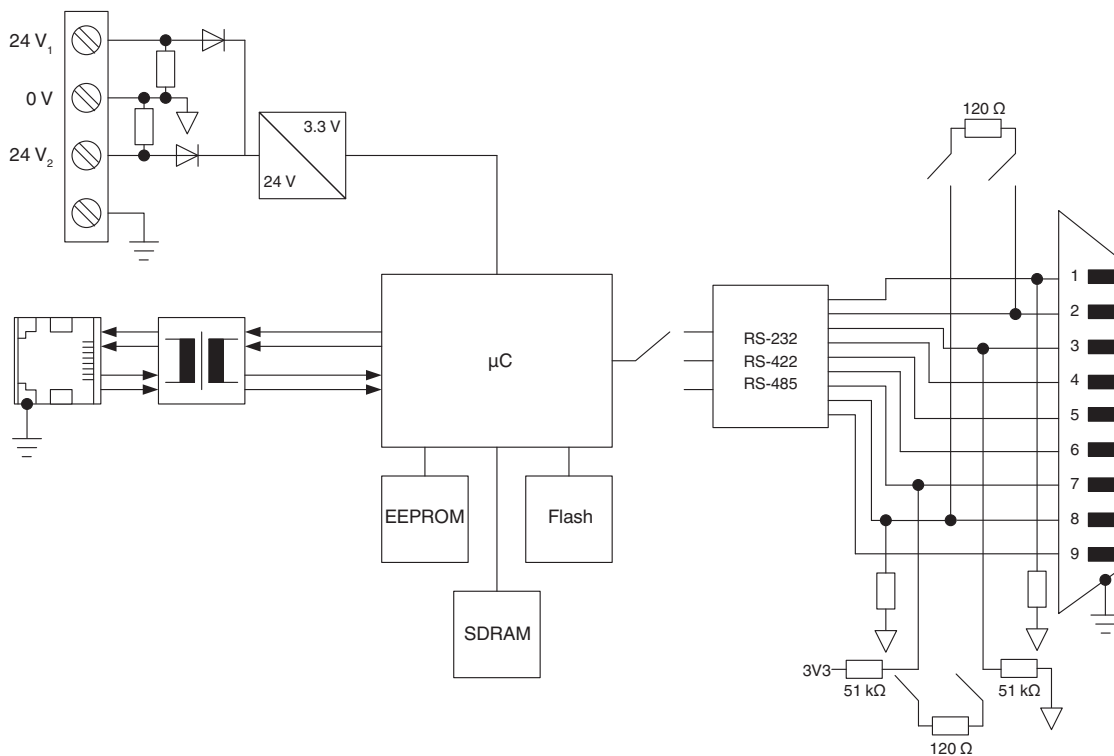 24 V1
0 V
24 V2
3.3 V
24 V
120 Ω
µC
RS-232
RS-422
RS-485
1
2
3
4
5
6
7
8
9
EEPROM
Flash
SDRAM
3V3
51 kΩ
51 kΩ
120 Ω